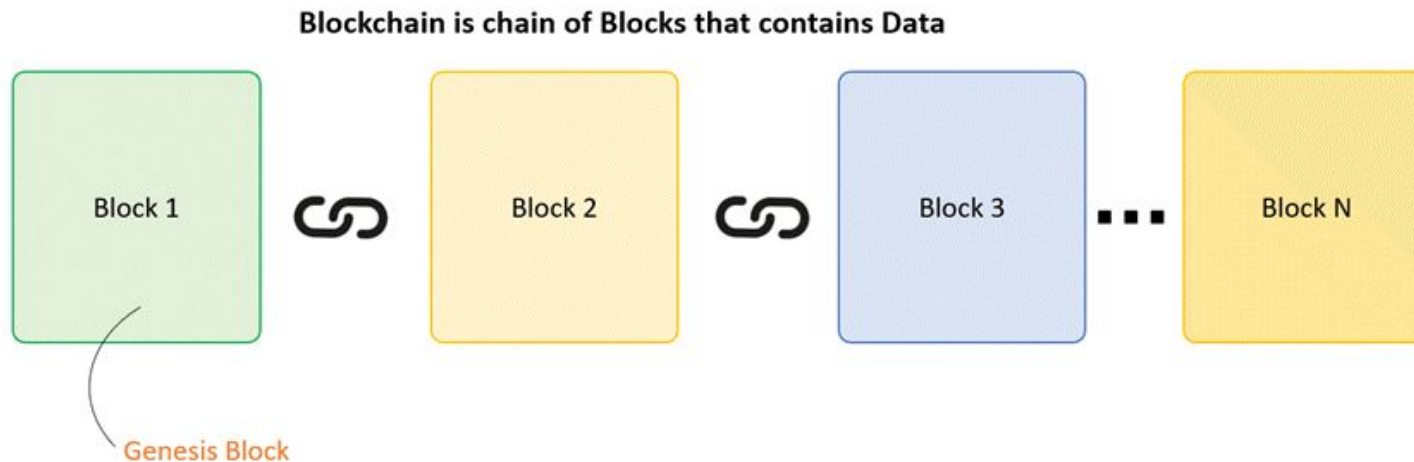 Blockchain is chain of Blocks that contains Data
Block 1
Block 2
Block 3
Block N
Genesis Block